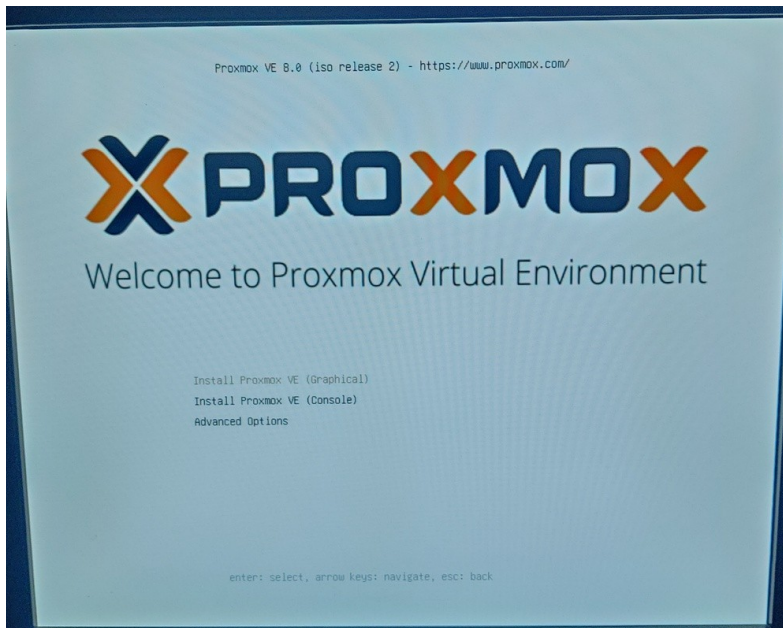 Proxmox VE 8.0 (iso release 2) - https://www.proxmox.com/
PROXMOX
Welcome to Proxmox Virtual Environment
Install Proxmox VE (Graphical)
Install Proxmox VE (Console)
Advanced Options
enter: select, arrow keys: navigate, esc: back